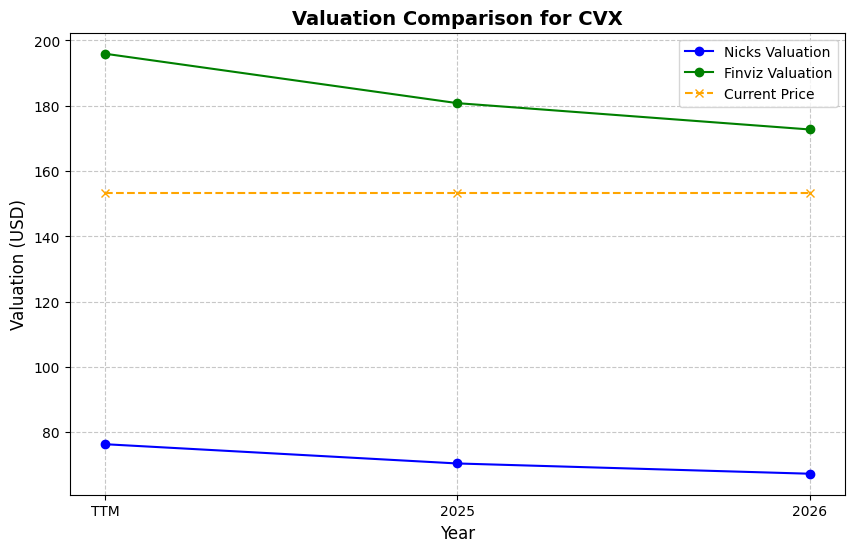 Valuation Comparison for CVX
Nicks Valuation
Finviz Valuation
Current Price
Valuation (USD)
200
180
160
140
120
100
80
TTM
2025
2026
Year